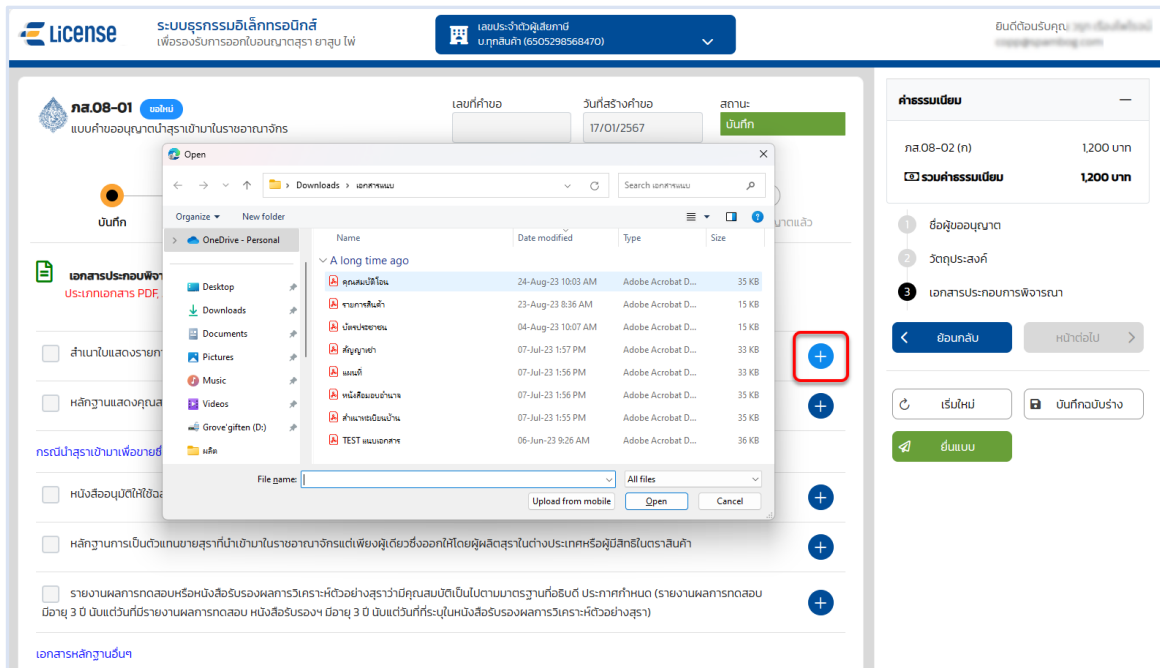 License
ระบบธุรกรรมอิเล็กทรอนิกส์
เพื่อรองรับการออกใบอนุญาตสุรา ยาสูบ ไพ่
เลขประจำตัวผู้เสียภาษี
บ.ทุกสินค้า (6505298568470)
ยินดีต้อนรับคุณ
ภส.08-01 ขอใหม่
แบบคำขออนุญาตนำสุราเข้ามาในราชอาณาจักร
เลขที่คำขอ
วันที่สร้างคำขอ
17/01/2567
สถานะ
บันทึก
บันทึก
ญาตแล้ว
เอกสารประกอบพิจา
ประเภทเอกสาร PDF,
สำเนาใบแสดงรายกา
หลักฐานแสดงคุณส
กรณีนำสุราเข้ามาเพื่อขายซึ่
หนังสืออนุมัติให้ใช้ฉล
หลักฐานการเป็นตัวแทนขายสุราที่นำเข้ามาในราชอาณาจักรแต่เพียงผู้เดียวซึ่งออกให้โดยผู้ผลิตสุราในต่างประเทศหรือผู้มีสิทธิในตราสินค้า
รายงานผลการทดสอบหรือหนังสือรับรองผลการวิเคราะห์ตัวอย่างสุราว่ามีคุณสมบัติเป็นไปตามมาตรฐานที่อธิบดี ประกาศกำหนด (รายงานผลการทดสอบ
มีอายุ 3 ปี นับแต่วันที่มีรายงานผลการทดสอบ หนังสือรับรองฯ มีอายุ 3 ปี นับแต่วันที่ที่ระบุในหนังสือรับรองผลการวิเคราะห์ตัวอย่างสุรา)
เอกสารหลักฐานอื่นๆ
Open
Downloads › เอกสารแนบ
Search เอกสารแนบ
Organize New folder
OneDrive - Personal
Desktop
Downloads
Documents
Pictures
Music
Videos
Grove'giften (D:)
ผลิต
Name Date modified Type Size
A long time ago
คุณสมบัติโอน 24-Aug-23 10:03 AM Adobe Acrobat D... 35 KB
รายการสินค้า 23-Aug-23 8:36 AM Adobe Acrobat D... 15 KB
บัตรประชาชน 04-Aug-23 10:07 AM Adobe Acrobat D... 15 KB
สัญญาเช่า 07-Jul-23 1:57 PM Adobe Acrobat D... 33 KB
แผนที่ 07-Jul-23 1:56 PM Adobe Acrobat D... 33 KB
หนังสือมอบอำนาจ 07-Jul-23 1:56 PM Adobe Acrobat D... 35 KB
สำเนาทะเบียนบ้าน 07-Jul-23 1:55 PM Adobe Acrobat D... 35 KB
TEST แนบเอกสาร 06-Jun-23 9:26 AM Adobe Acrobat D... 36 KB
File name: All files
Upload from mobile Open Cancel
ค่าธรรมเนียม
ภส.08-02 (ก) 1,200 บาท
รวมค่าธรรมเนียม 1,200 บาท
1 ชื่อผู้ขออนุญาต
2 วัตถุประสงค์
3 เอกสารประกอบการพิจารณา
ย้อนกลับ หน้าต่อไป
เริ่มใหม่ บันทึกฉบับร่าง
ยื่นแบบ